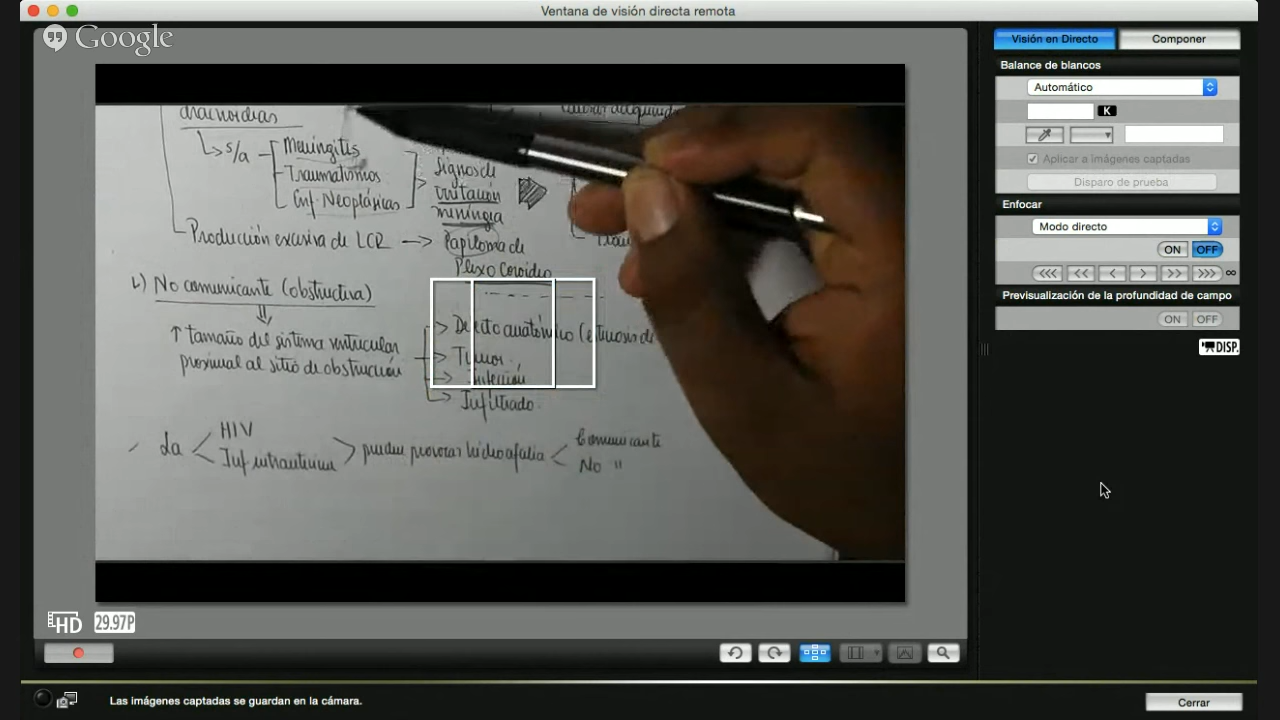 Ventana de visión directa remota
Google
Visión en Directo
Componer
Balance de blancos
Automático
K
Aplicar a imágenes captadas
Disparo de prueba
Enfocar
Modo directo
ON OFF
<<< << < > >> >>> ∞
Previsualización de la profundidad de campo
ON OFF
DISP.
s/a
Meningitis
Traumatismos
Enf Neoplásicas
Signos de
irritación
meningia
Producción excesiva de LCR → Papiloma de
Plexo Coroideo
No comunicante (obstructiva)
↑ tamaño del sistema ventricular
proximal al sitio de obstrucción
> Defecto anatómico
> Tumor
> Infección
> Infiltrado.
La < HIV
Inf intrauterina
pueden provocar hidrocefalia < Comunicante
No "
HD
29.97P
Las imágenes captadas se guardan en la cámara.
Cerrar